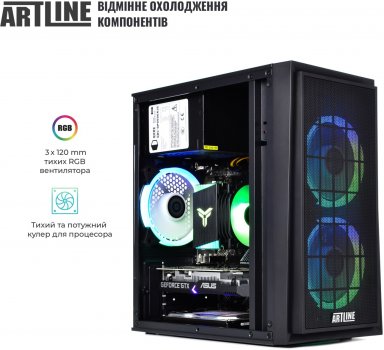 ARTLINE
ВІДМІННЕ ОХОЛОДЖЕННЯ
КОМПОНЕНТІВ
RGB
3 x 120 mm
тихих RGB
вентилятора
Тихий та потужний
кулер для процесора
GEFORCE GTX
ASUS
ARTLINE